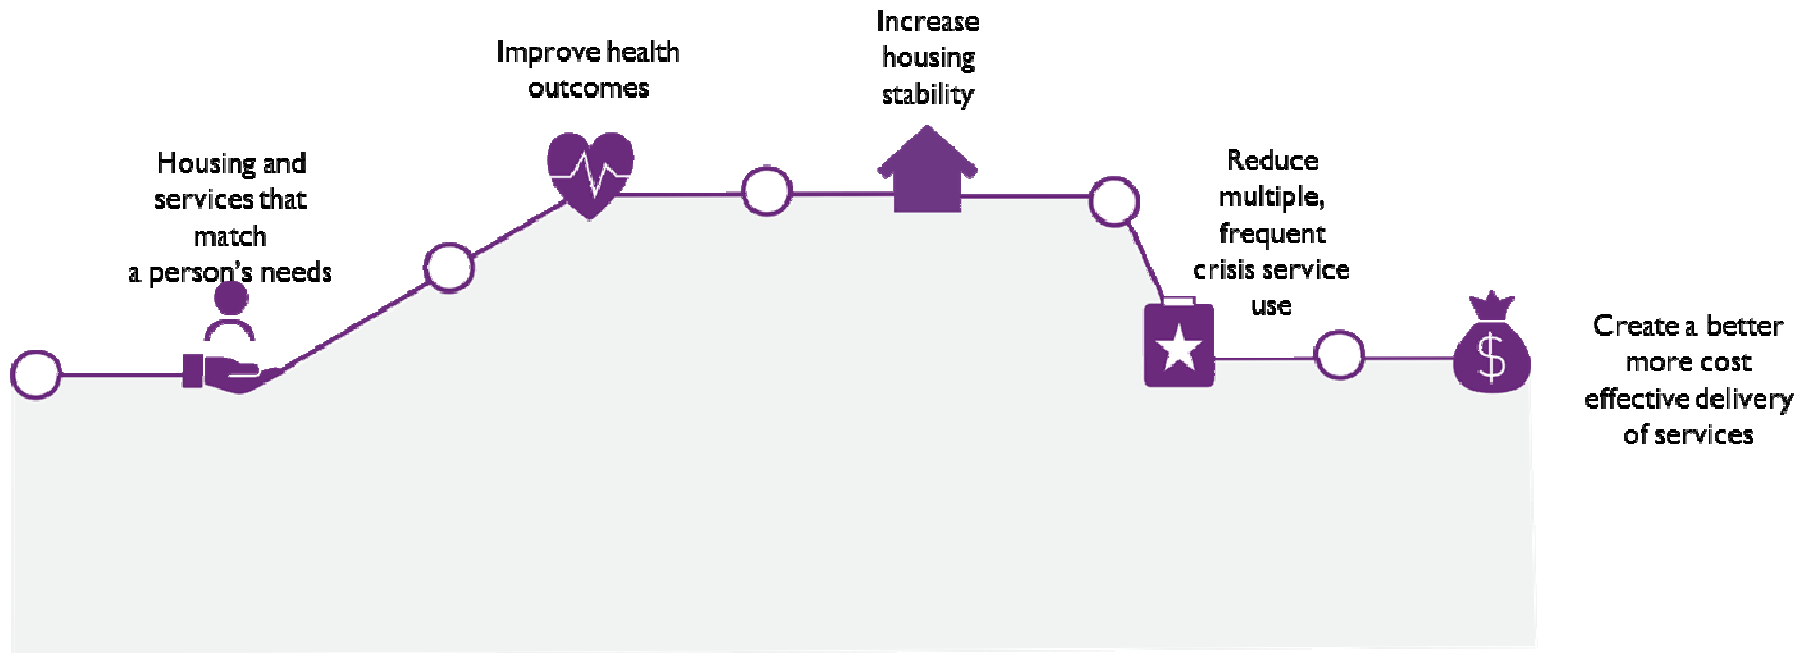 Housing and
services that
match
a person's needs
Improve health
outcomes
Increase
housing
stability
Reduce
multiple,
frequent
crisis service
use
$
Create a better
more cost
effective delivery
of services